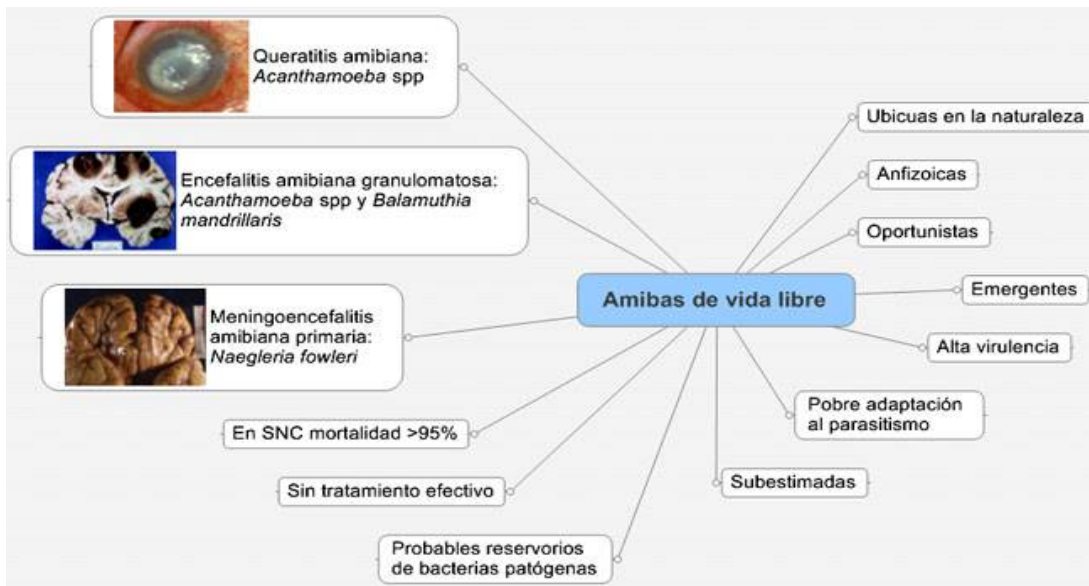 Queratitis amibiana:
Acanthamoeba spp
Encefalitis amibiana granulomatosa:
Acanthamoeba spp y Balamuthia
mandrillaris
Meningoencefalitis
amibiana primaria:
Naegleria fowleri
En SNC mortalidad >95%
Sin tratamiento efectivo
Probables reservorios
de bacterias patógenas
Amibas de vida libre
Ubicuas en la naturaleza
Anfizoicas
Oportunistas
Emergentes
Alta virulencia
Pobre adaptación
al parasitismo
Subestimadas